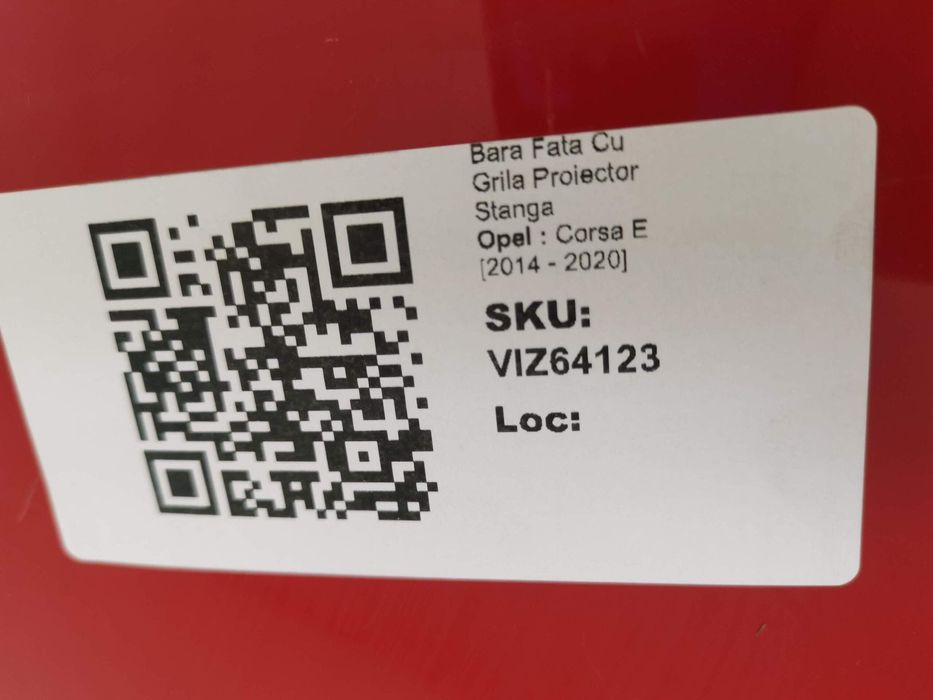 Bara Fata Cu
Grila Proiector
Stanga
Opel : Corsa E
[2014 - 2020]
SKU:
VIZ64123
Loc: